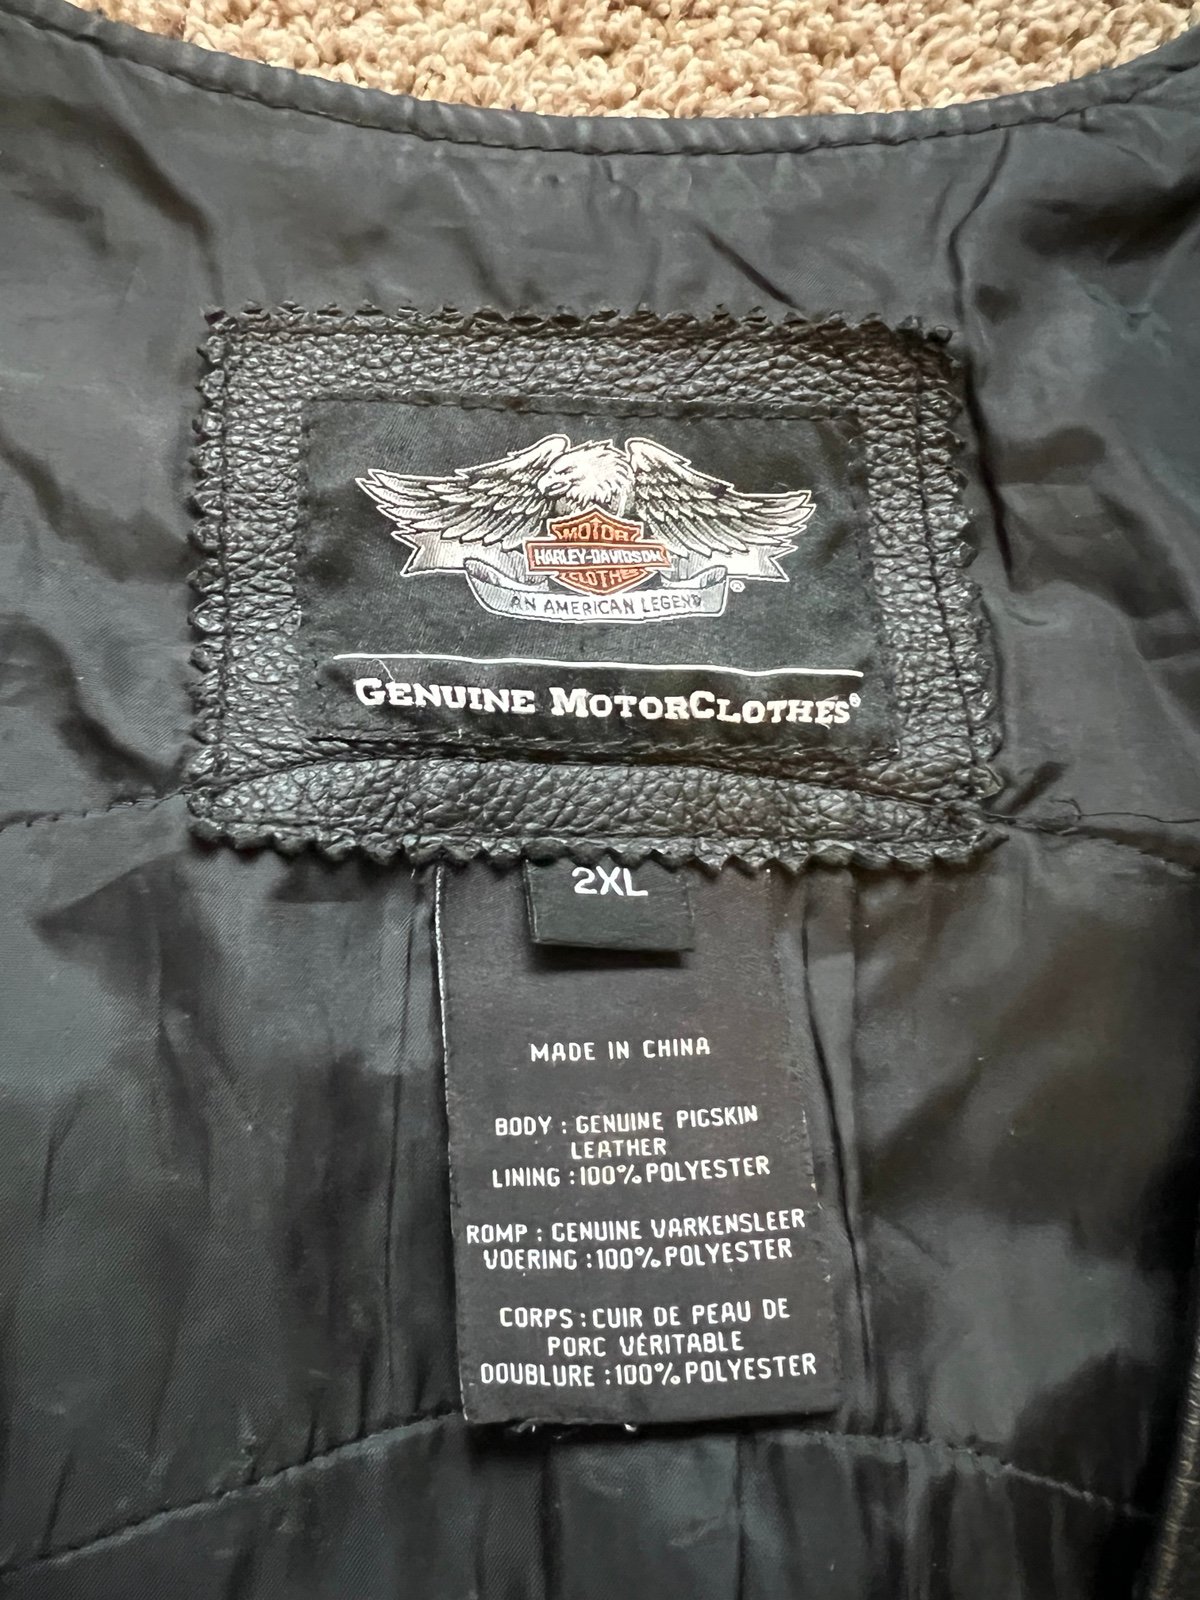 MOTOR
HARLEY-DAVIDSON
CLOTHES
AN AMERICAN LEGEND
®
GENUINE MOTORCLOTHES®
2XL
MADE IN CHINA
BODY : GENUINE PIGSKIN
LEATHER
LINING :100% POLYESTER
ROMP : GENUINE VARKENSLEER
VOERING :100% POLYESTER
CORPS : CUIR DE PEAU DE
PORC VÉRITABLE
DOUBLURE :100% POLYESTER